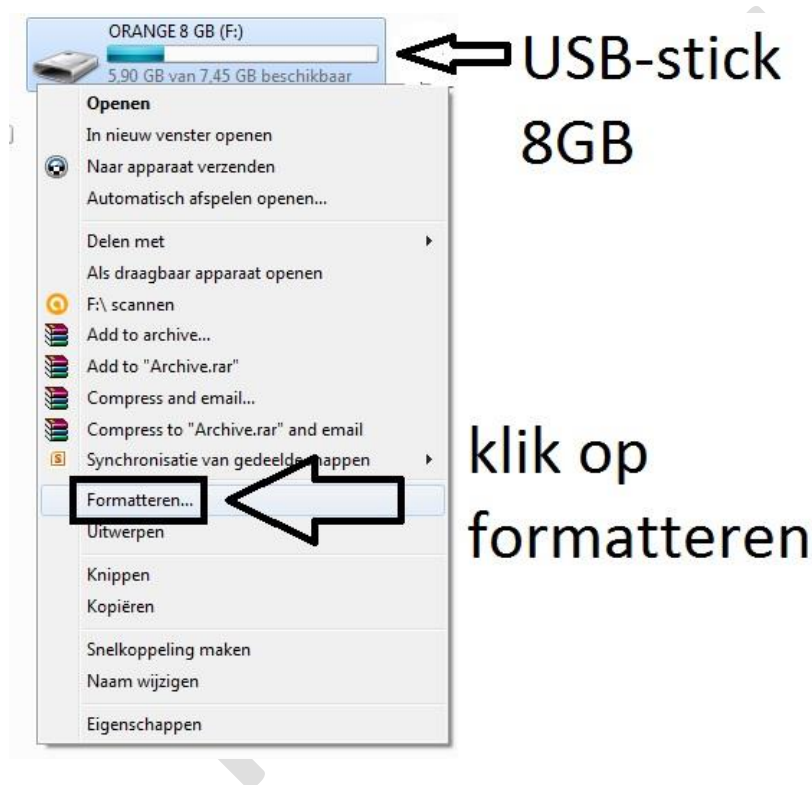 ORANGE 8 GB (F:)
5,90 GB van 7,45 GB beschikbaar
USB-stick
8GB
Openen
In nieuw venster openen
Naar apparaat verzenden
Automatisch afspelen openen...
Delen met
Als draagbaar apparaat openen
F:\ scannen
Add to archive...
Add to "Archive.rar"
Compress and email...
Compress to "Archive.rar" and email
Synchronisatie van gedeelde mappen
Formatteren...
klik op
formatteren
Uitwerpen
Knippen
Kopiëren
Snelkoppeling maken
Naam wijzigen
Eigenschappen